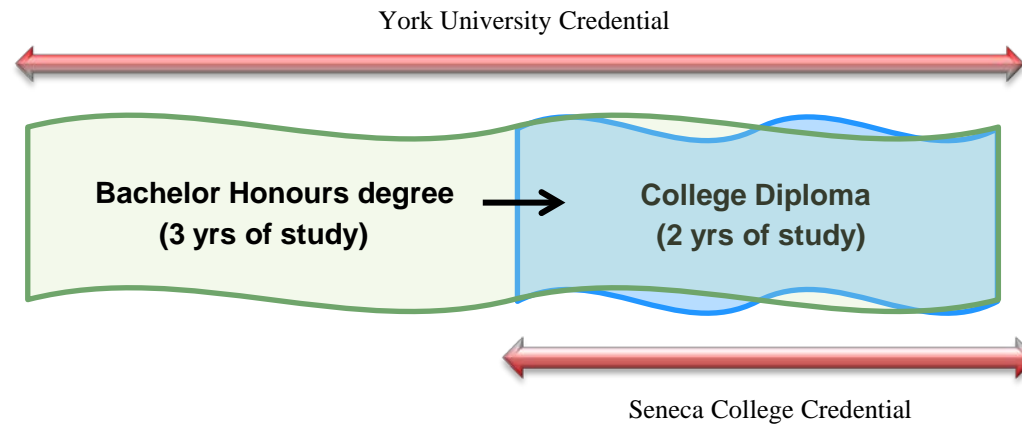 York University Credential
Bachelor Honours degree
(3 yrs of study)
College Diploma
(2 yrs of study)
Seneca College Credential